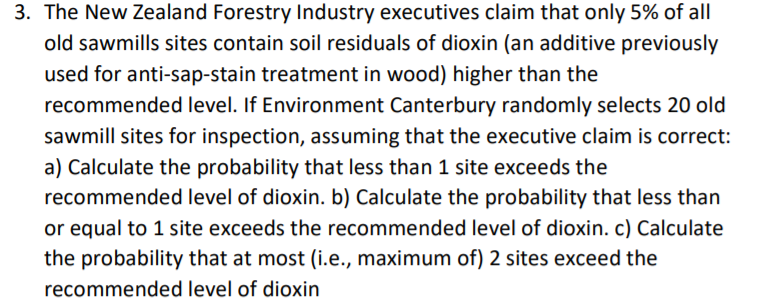 3. The New Zealand Forestry Industry executives claim that only 5% of all
old sawmills sites contain soil residuals of dioxin (an additive previously
used for anti-sap-stain treatment in wood) higher than the
recommended level. If Environment Canterbury randomly selects 20 old
sawmill sites for inspection, assuming that the executive claim is correct:
a) Calculate the probability that less than 1 site exceeds the
recommended level of dioxin. b) Calculate the probability that less than
or equal to 1 site exceeds the recommended level of dioxin. c) Calculate
the probability that at most (i.e., maximum of) 2 sites exceed the
recommended level of dioxin